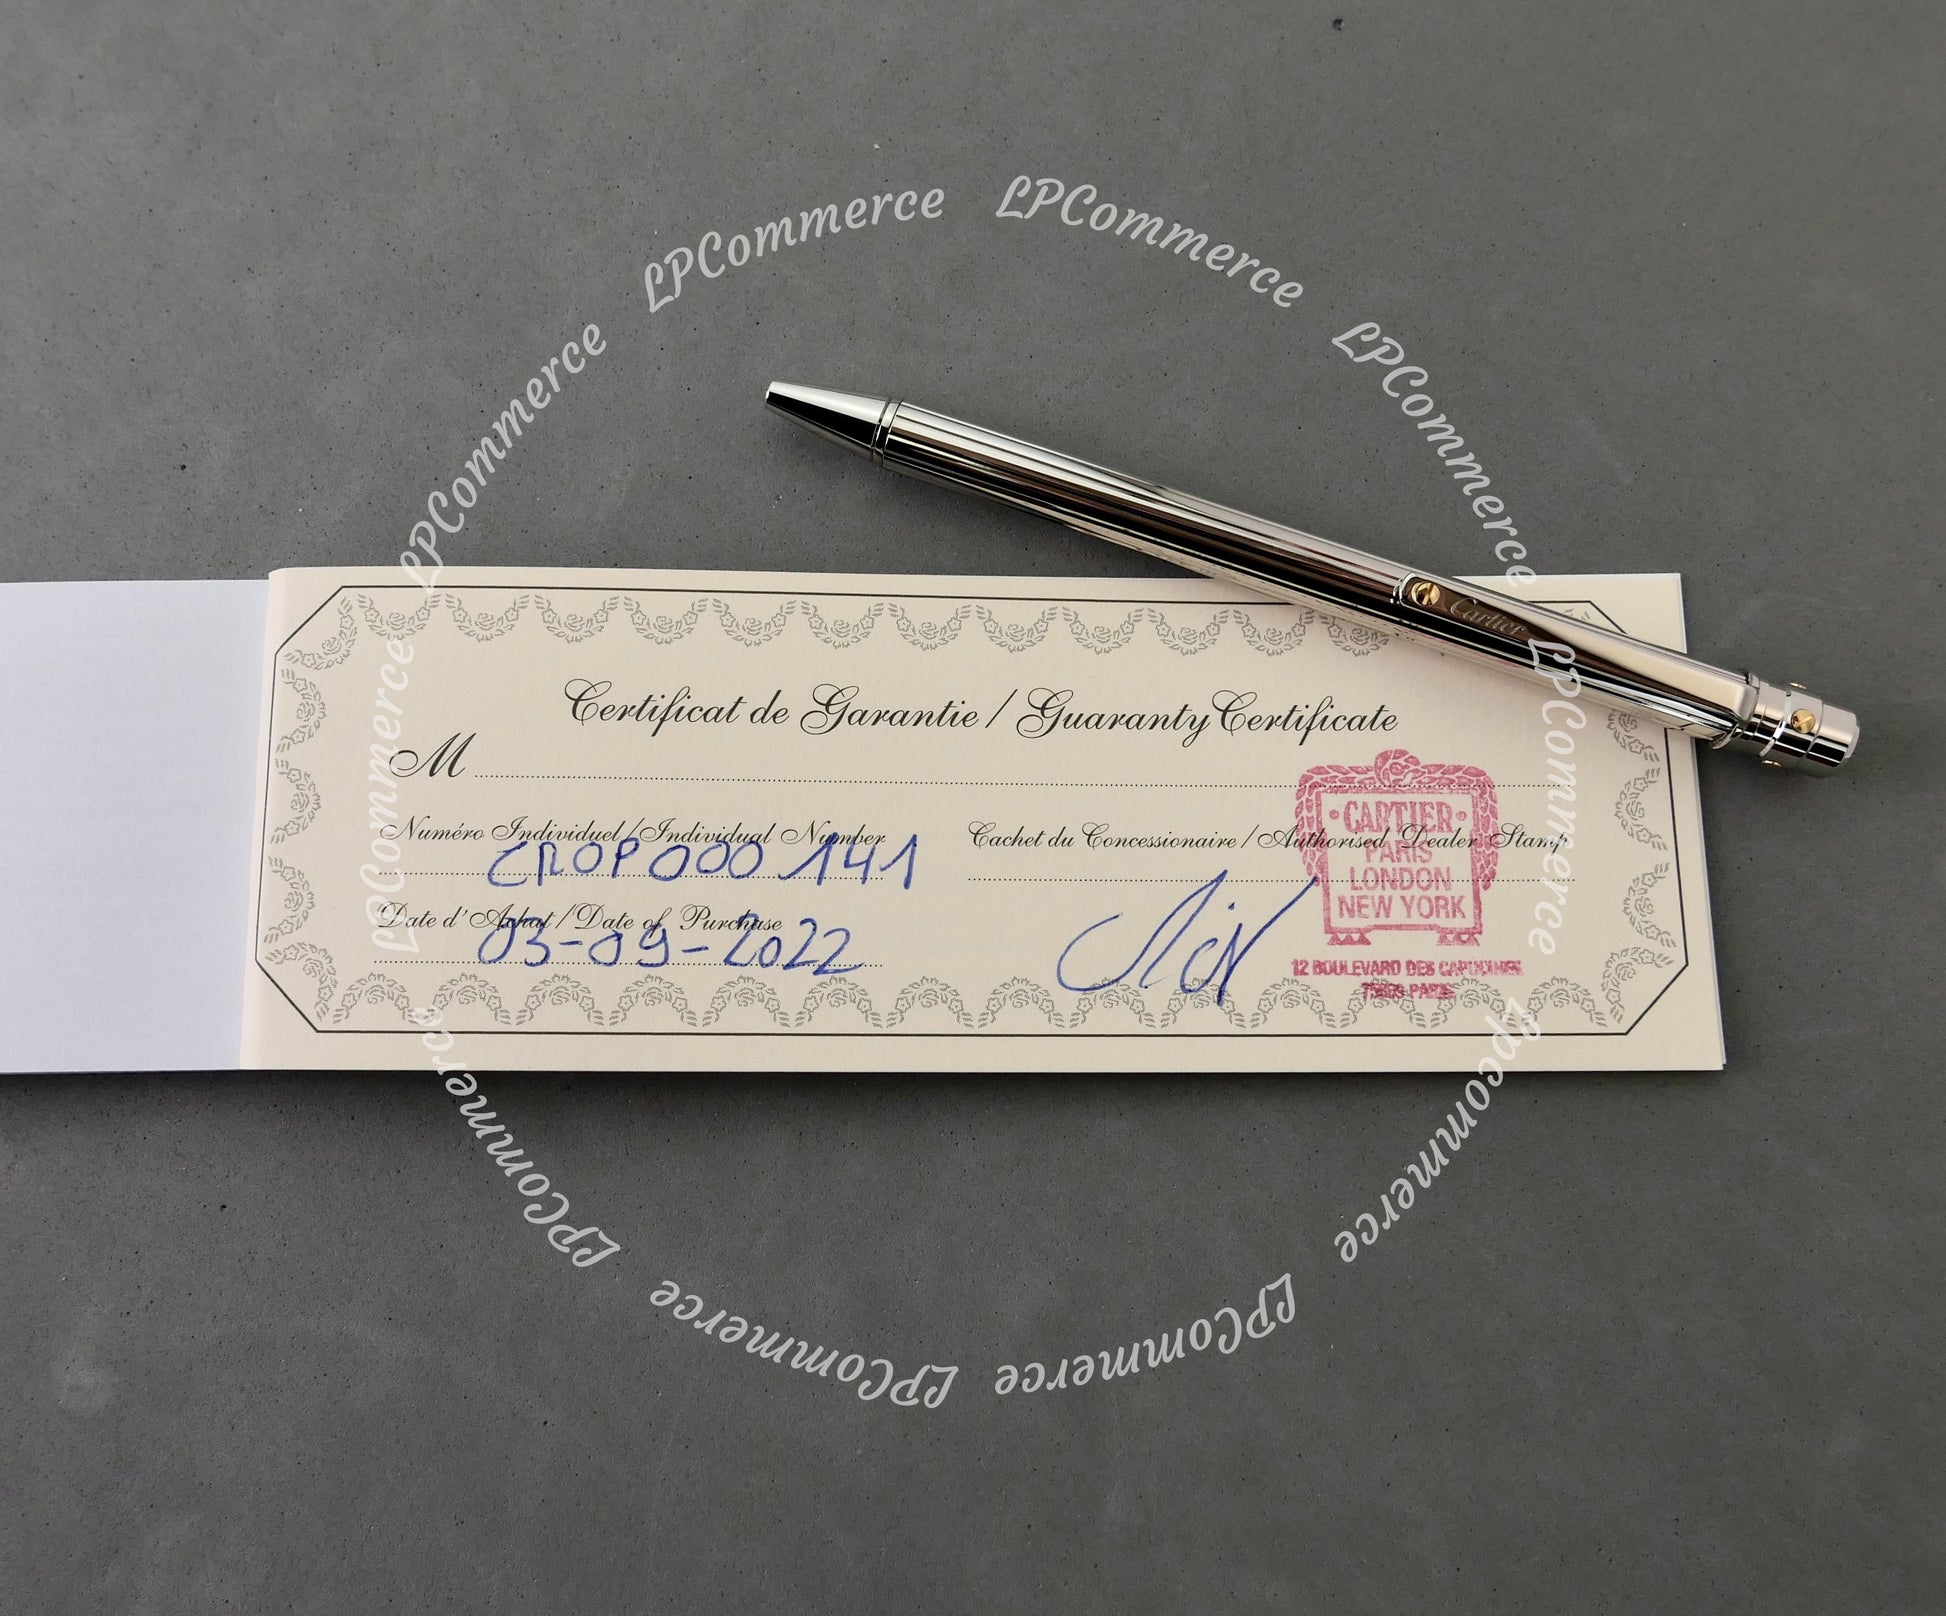 LPCommerce LPCommerce
LPCommerce LPCommerce
Cartier
Certificat de Garantie / Guaranty Certificate
M
Numéro Individuel / Individual Number
CROP000141
Cachet du Concessionaire / Authorised Dealer Stamp
CARTIER
PARIS
LONDON
NEW YORK
Date d'Achat / Date of Purchase
03-09-2022
12 BOULEVARD DES CAPUCINES
75008 PARIS
LPCommerce LPCommerce
LPCommerce LPcommerce
LPCommerce LPCommerce